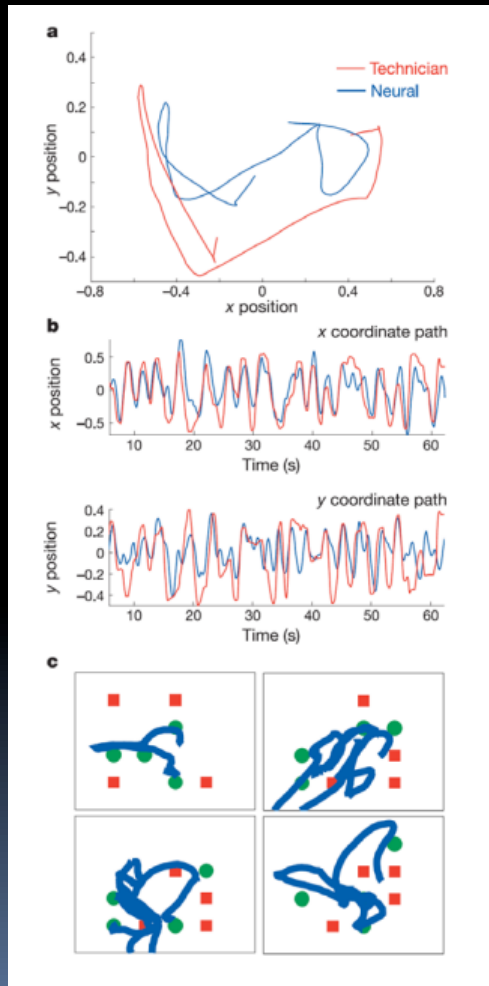 a
Technician
Neural
0.4
0.2
0
−0.2
−0.4
y position
−0.8
−0.4
0
0.4
0.8
x position
b
x coordinate path
0.5
0
−0.5
x position
10
20
30
40
50
60
Time (s)
y coordinate path
0.4
0.2
0
−0.2
−0.4
y position
10
20
30
40
50
60
Time (s)
c